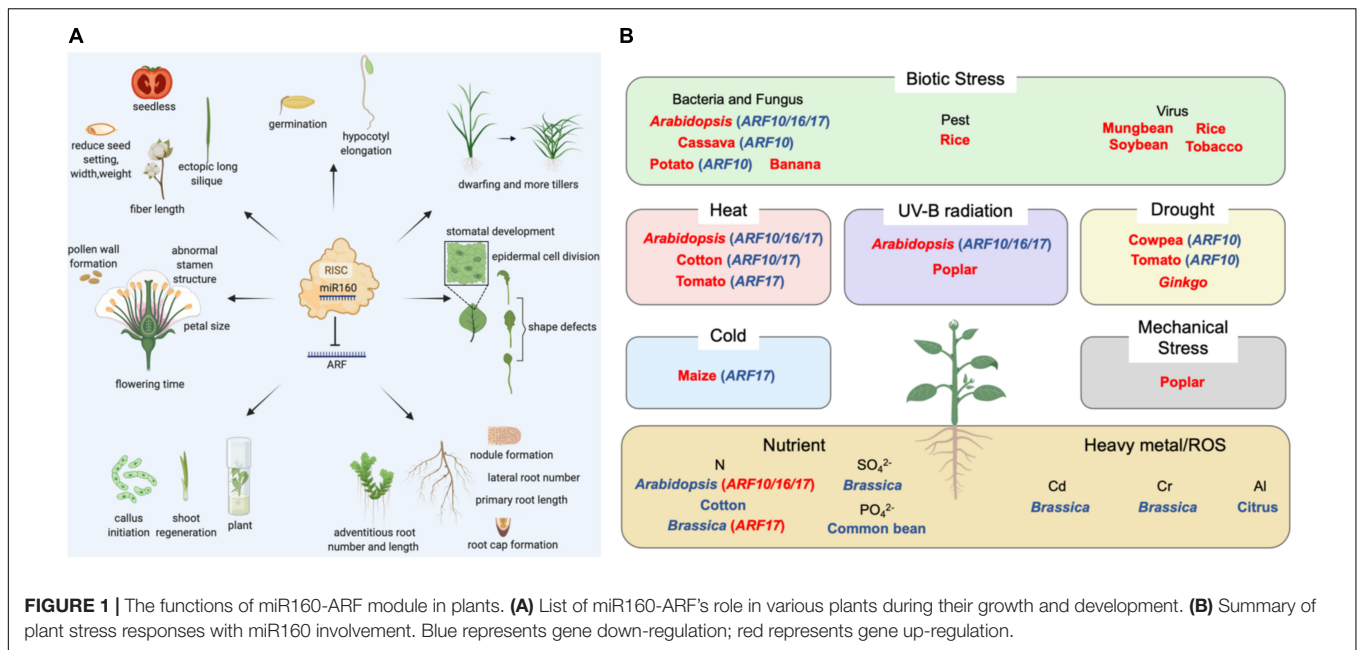 A
seedless
reduce seed
setting,
width,weight
fiber length
ectopic long
silique
germination
hypocotyl
elongation
dwarfing and more tillers
pollen wall
formation
abnormal
stamen
structure
petal size
flowering time
RISC
miR160
ARF
stomatal development
epidermal cell division
shape defects
callus
initiation
shoot
regeneration
plant
adventitious root
number and length
nodule formation
lateral root number
primary root length
root cap formation
B
Biotic Stress
Bacteria and Fungus
Arabidopsis (ARF10/16/17)
Cassava (ARF10)
Potato (ARF10) Banana
Pest
Rice
Virus
Mungbean Rice
Soybean Tobacco
Heat
Arabidopsis (ARF10/16/17)
Cotton (ARF10/17)
Tomato (ARF17)
UV-B radiation
Arabidopsis (ARF10/16/17)
Poplar
Drought
Cowpea (ARF10)
Tomato (ARF10)
Ginkgo
Cold
Maize (ARF17)
Mechanical
Stress
Poplar
Nutrient
N
Arabidopsis (ARF10/16/17)
Cotton
Brassica (ARF17)
SO₄²⁻
Brassica
PO₄²⁻
Common bean
Heavy metal/ROS
Cd
Brassica
Cr
Brassica
Al
Citrus
FIGURE 1 | The functions of miR160-ARF module in plants. (A) List of miR160-ARF's role in various plants during their growth and development. (B) Summary of
plant stress responses with miR160 involvement. Blue represents gene down-regulation; red represents gene up-regulation.